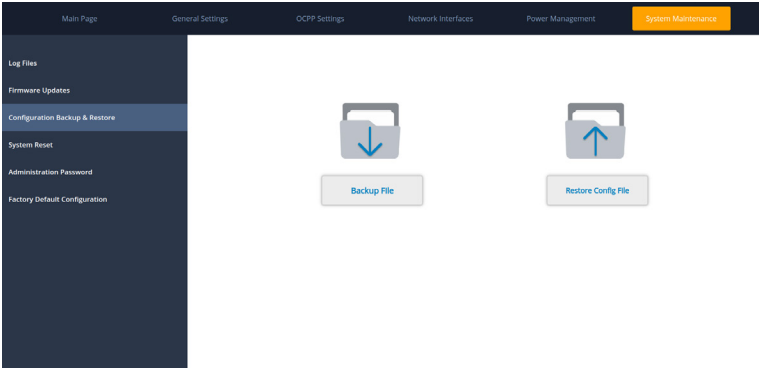 Main Page General Settings OCPP Settings Network Interfaces Power Management System Maintenance
Log Files
Firmware Updates
Configuration Backup & Restore
System Reset
Administration Password
Factory Default Configuration
Backup File Restore Config File